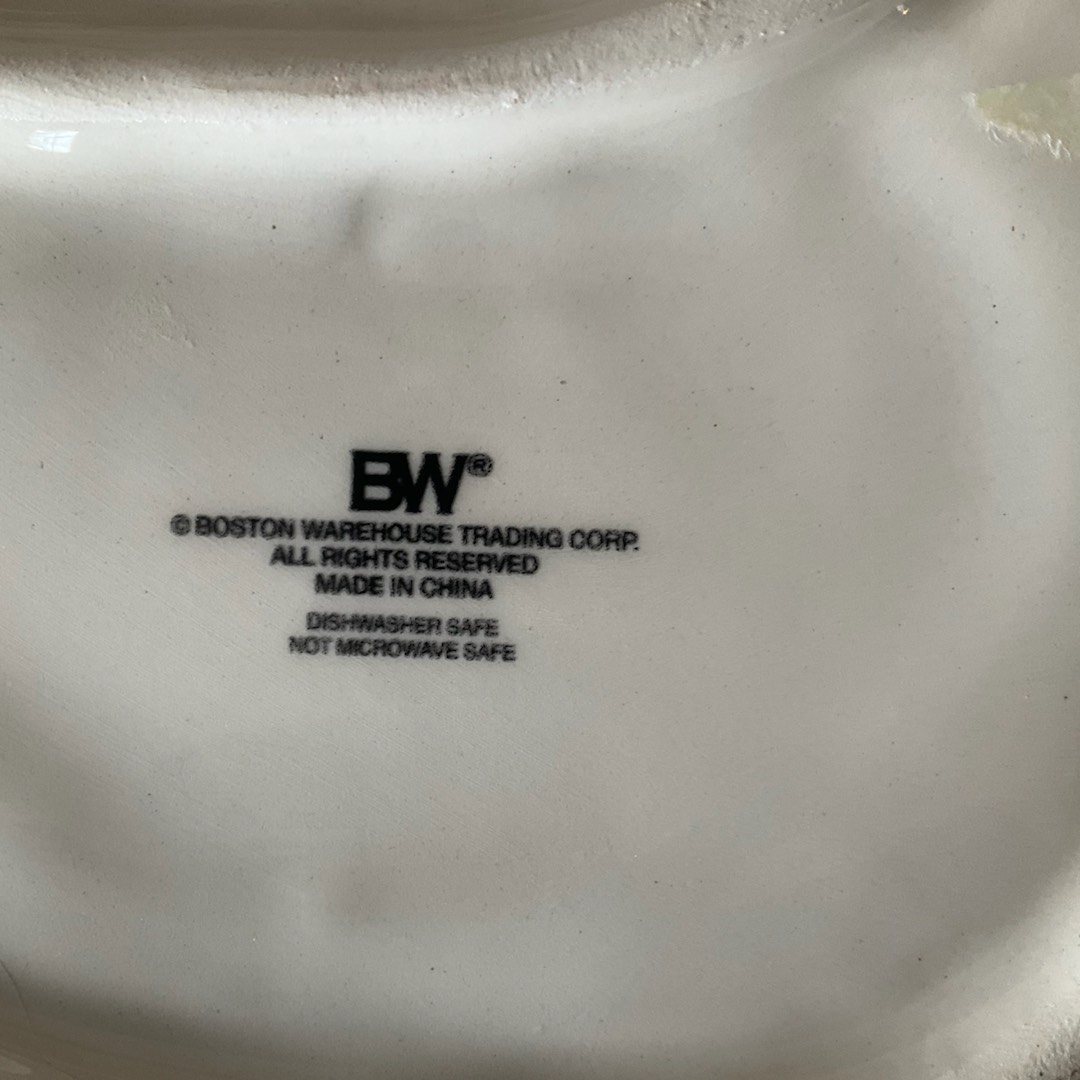 BW®
© BOSTON WAREHOUSE TRADING CORP.
ALL RIGHTS RESERVED
MADE IN CHINA
DISHWASHER SAFE
NOT MICROWAVE SAFE